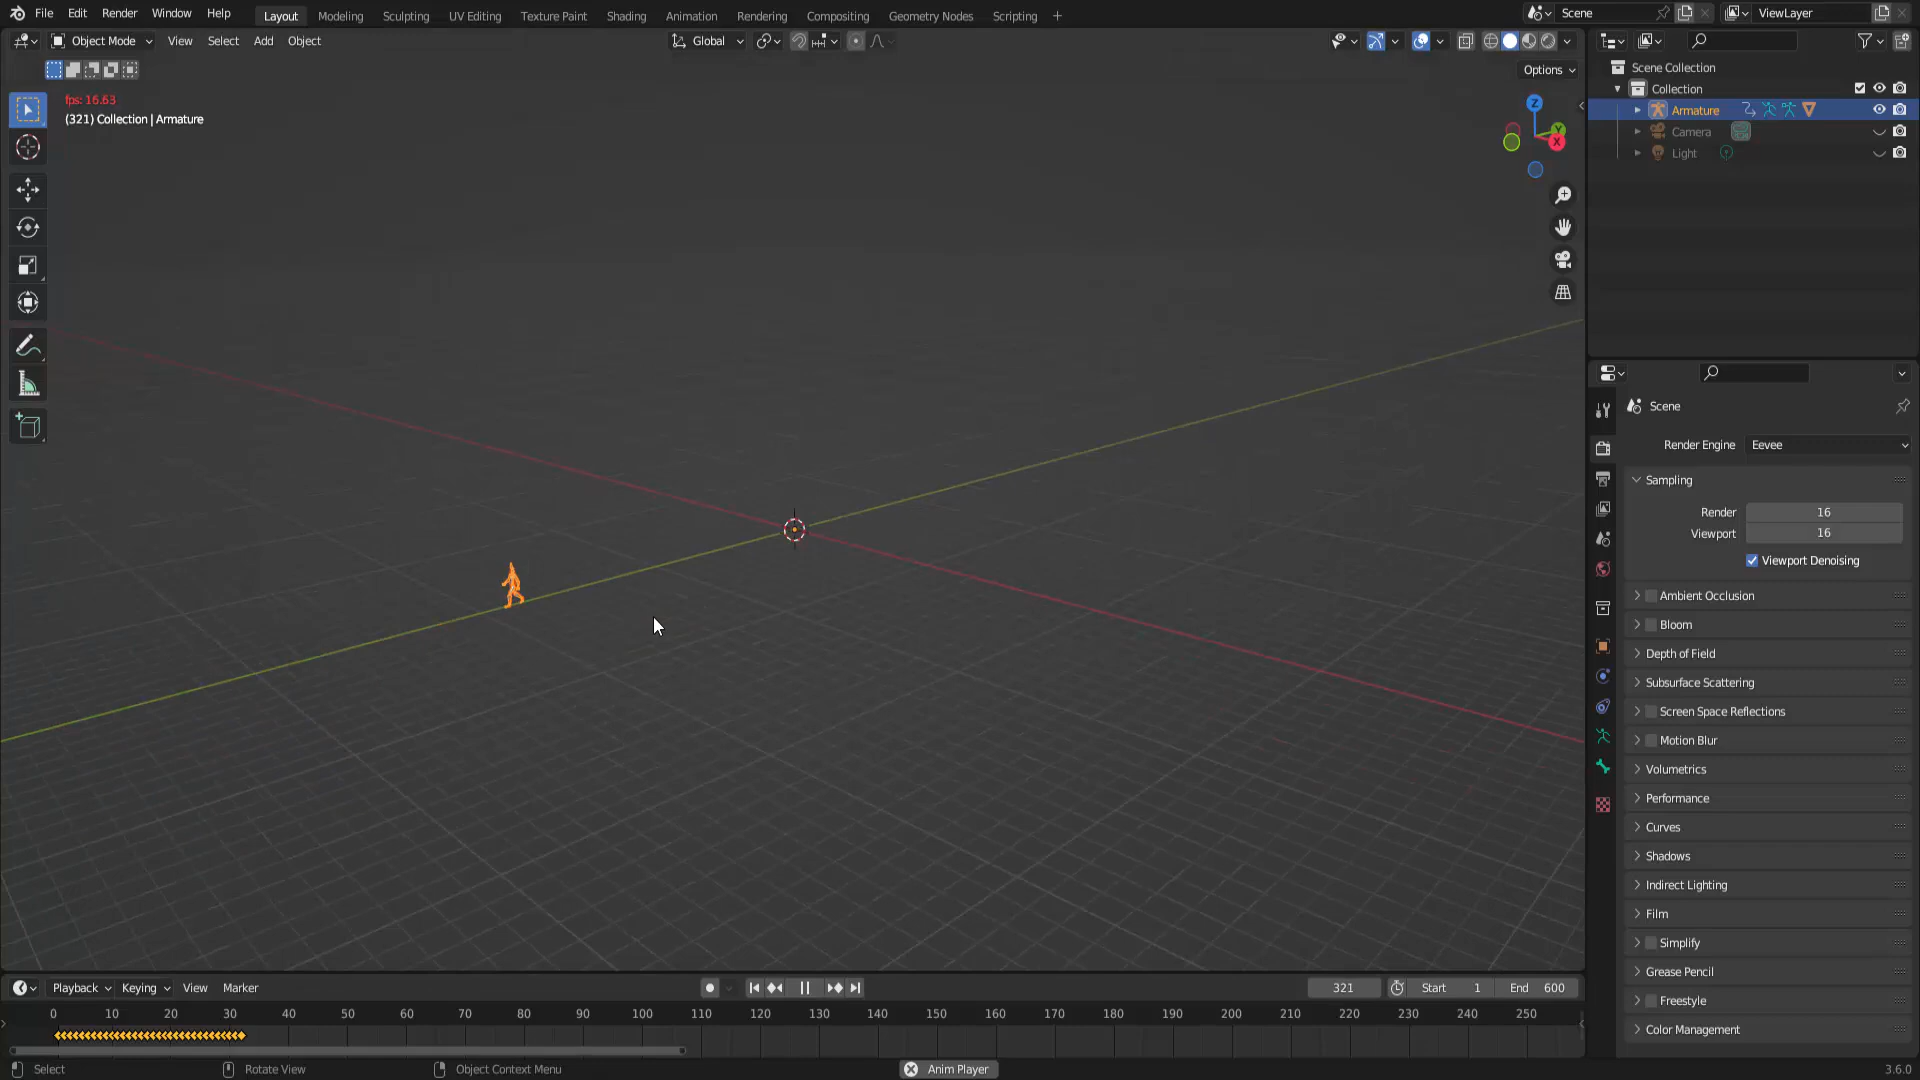 File Edit Render Window Help Layout Modeling Sculpting UV Editing Texture Paint Shading Animation Rendering Compositing Geometry Nodes Scripting + Scene ViewLayer
Object Mode View Select Add Object Global
Options
fps: 16.63
(321) Collection | Armature
Z
Y
X
Scene Collection
Collection
Armature
Camera
Light
Scene
Render Engine Eevee
Sampling
Render 16
Viewport 16
Viewport Denoising
Ambient Occlusion
Bloom
Depth of Field
Subsurface Scattering
Screen Space Reflections
Motion Blur
Volumetrics
Performance
Curves
Shadows
Indirect Lighting
Film
Simplify
Grease Pencil
Freestyle
Color Management
Playback Keying View Marker 321 Start 1 End 600
0 10 20 30 40 50 60 70 80 90 100 110 120 130 140 150 160 170 180 190 200 210 220 230 240 250
Select Rotate View Object Context Menu Anim Player 3.6.0